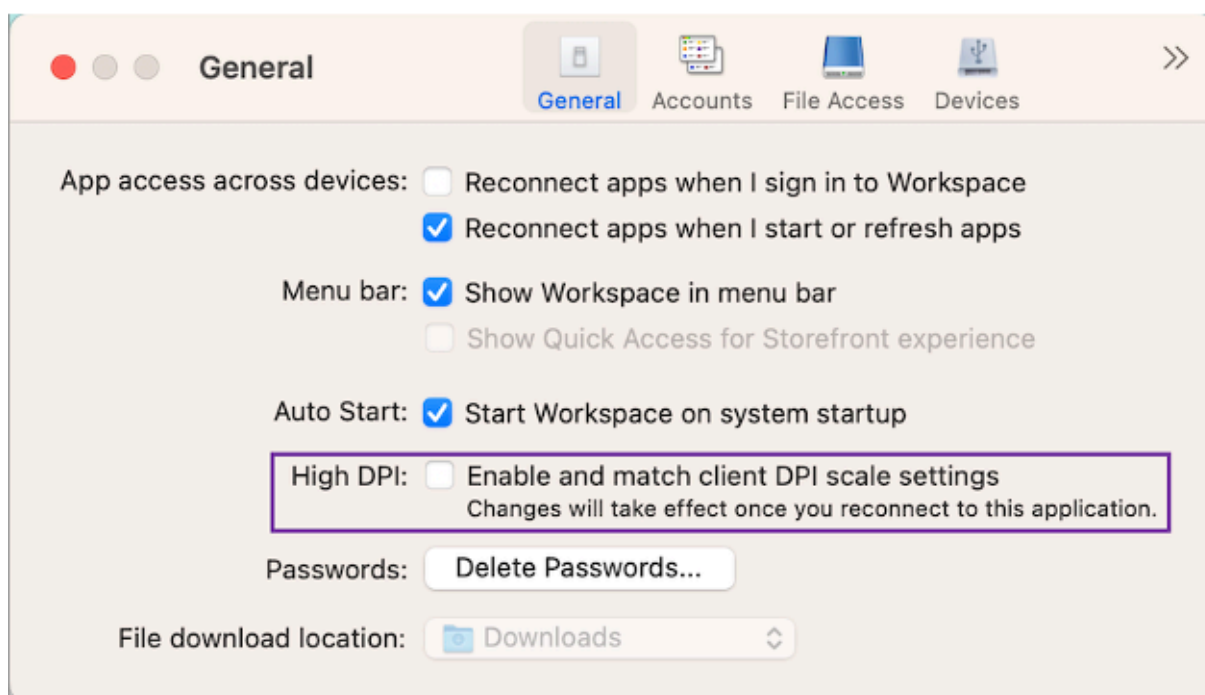 General
General
Accounts
File Access
Devices
App access across devices: Reconnect apps when I sign in to Workspace
Reconnect apps when I start or refresh apps
Menu bar: Show Workspace in menu bar
Show Quick Access for Storefront experience
Auto Start: Start Workspace on system startup
High DPI: Enable and match client DPI scale settings
Changes will take effect once you reconnect to this application.
Passwords: Delete Passwords...
File download location: Downloads